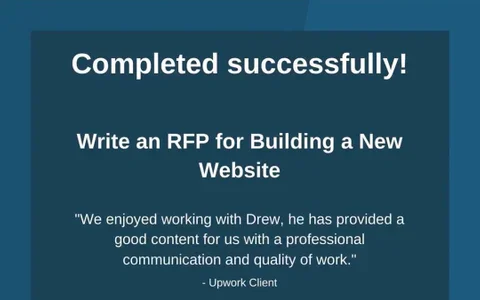 Completed successfully!
Write an RFP for Building a New
Website
"We enjoyed working with Drew, he has provided a
good content for us with a professional
communication and quality of work."
- Upwork Client